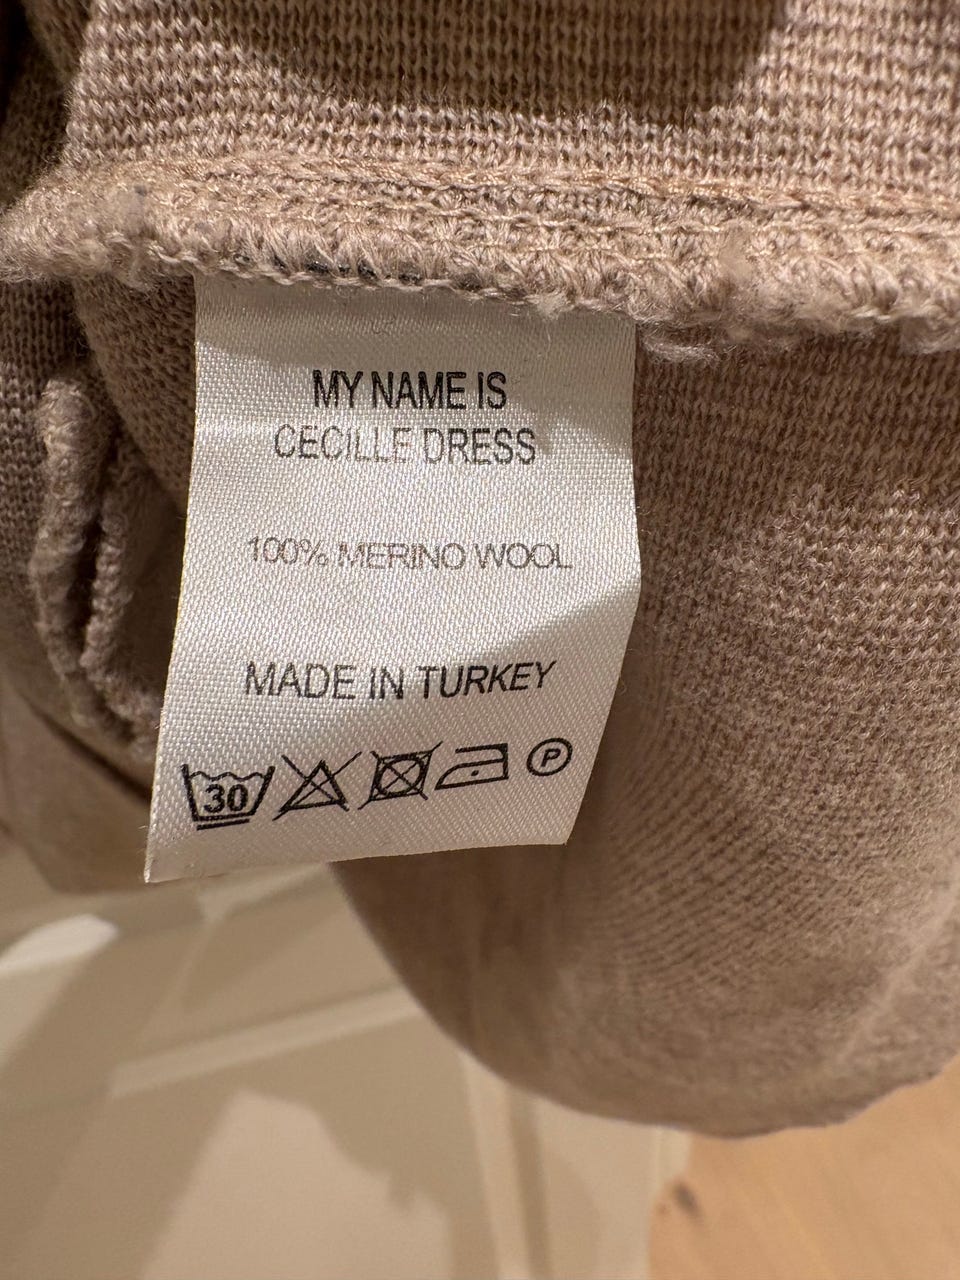 MY NAME IS
CECILLE DRESS
100% MERINO WOOL
MADE IN TURKEY
30 P